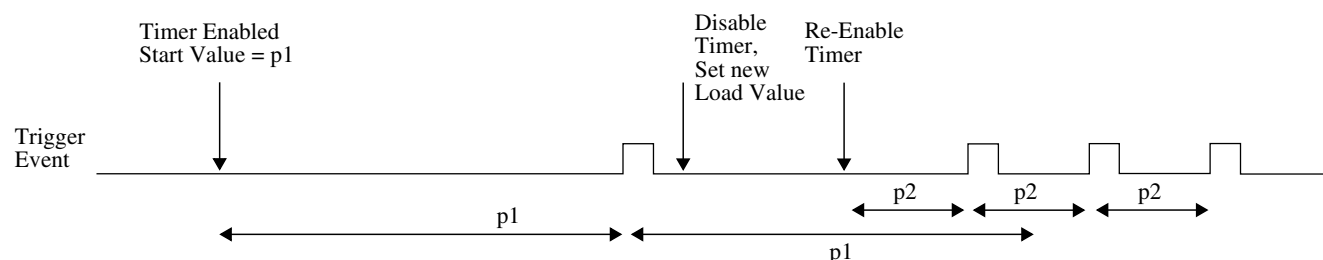 Timer Enabled
Start Value = p1
Disable
Timer,
Set new
Load Value
Re-Enable
Timer
Trigger
Event
p2
p2
p2
p1
p1